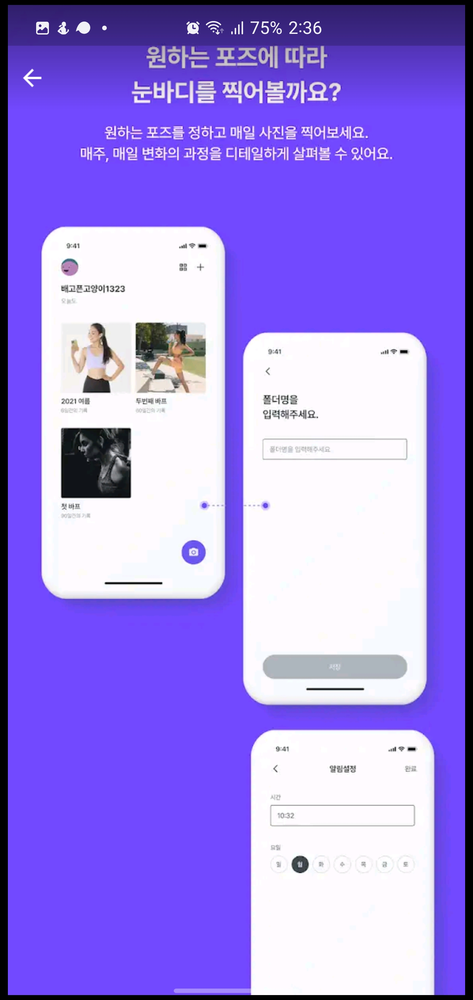 75% 2:36
원하는 포즈에 따라
눈바디를 찍어볼까요?
원하는 포즈를 정하고 매일 사진을 찍어보세요.
매주, 매일 변화의 과정을 디테일하게 살펴볼 수 있어요.
9:41
배고픈고양이1323
오늘도
2021 여름
6일간의 기록
두번째 바프
60일간의 기록
첫 바프
90일간의 기록
9:41
폴더명을
입력해주세요.
폴더명을 입력해주세요
저장
9:41
알림설정
완료
시간
10:32
요일
일 월 화 수 목 금 토